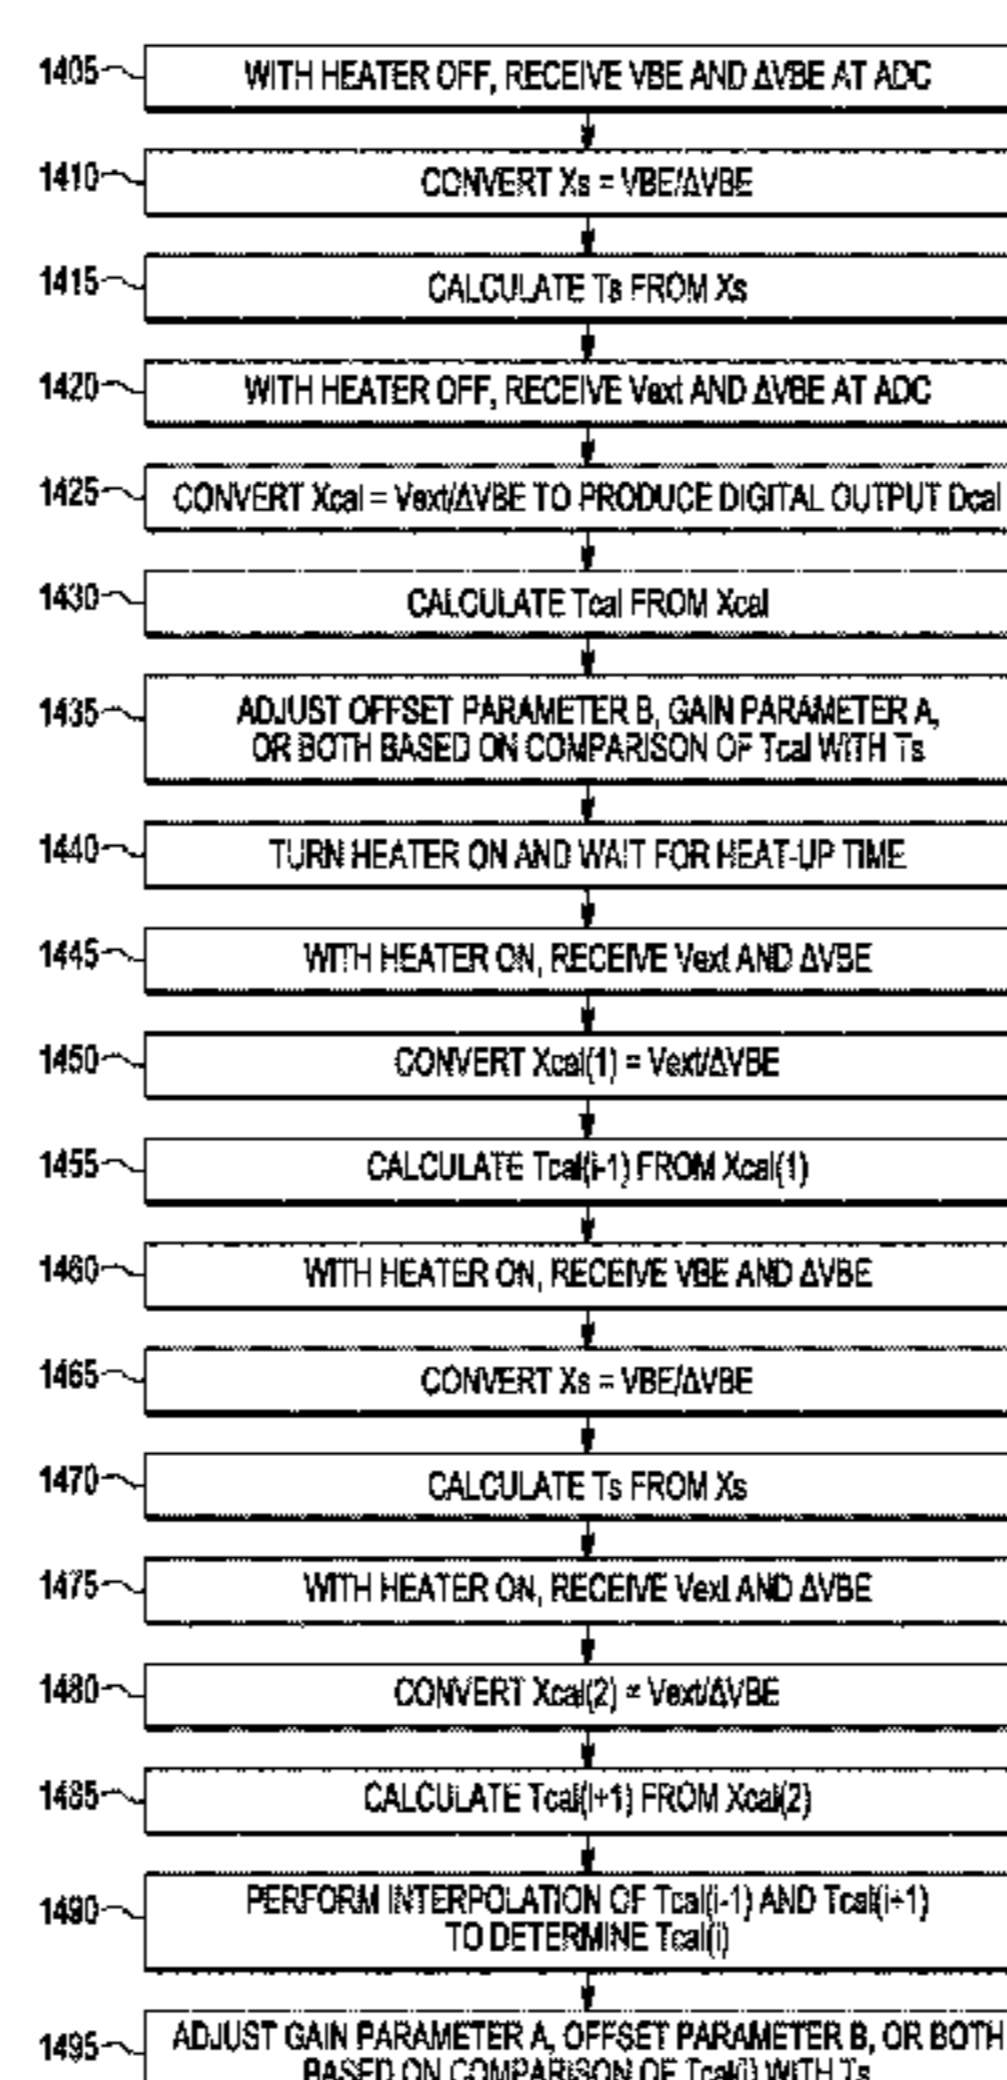 1405 WITH HEATER OFF, RECEIVE VBE AND ΔVBE AT ADC
1410 CONVERT Xs = VBE/ΔVBE
1415 CALCULATE Ts FROM Xs
1420 WITH HEATER OFF, RECEIVE Vext AND ΔVBE AT ADC
1425 CONVERT Xcal = Vext/ΔVBE TO PRODUCE DIGITAL OUTPUT Dcal
1430 CALCULATE Tcal FROM Xcal
1435 ADJUST OFFSET PARAMETER B, GAIN PARAMETER A,
OR BOTH BASED ON COMPARISON OF Tcal WITH Ts
1440 TURN HEATER ON AND WAIT FOR HEAT-UP TIME
1445 WITH HEATER ON, RECEIVE Vext AND ΔVBE
1450 CONVERT Xcal(1) = Vext/ΔVBE
1455 CALCULATE Tcal(i-1) FROM Xcal(1)
1460 WITH HEATER ON, RECEIVE VBE AND ΔVBE
1465 CONVERT Xs = VBE/ΔVBE
1470 CALCULATE Ts FROM Xs
1475 WITH HEATER ON, RECEIVE Vext AND ΔVBE
1480 CONVERT Xcal(2) = Vext/ΔVBE
1485 CALCULATE Tcal(i+1) FROM Xcal(2)
1490 PERFORM INTERPOLATION OF Tcal(i-1) AND Tcal(i+1)
TO DETERMINE Tcal(i)
1495 ADJUST GAIN PARAMETER A, OFFSET PARAMETER B, OR BOTH
BASED ON COMPARISON OF Tcal(i) WITH Ts